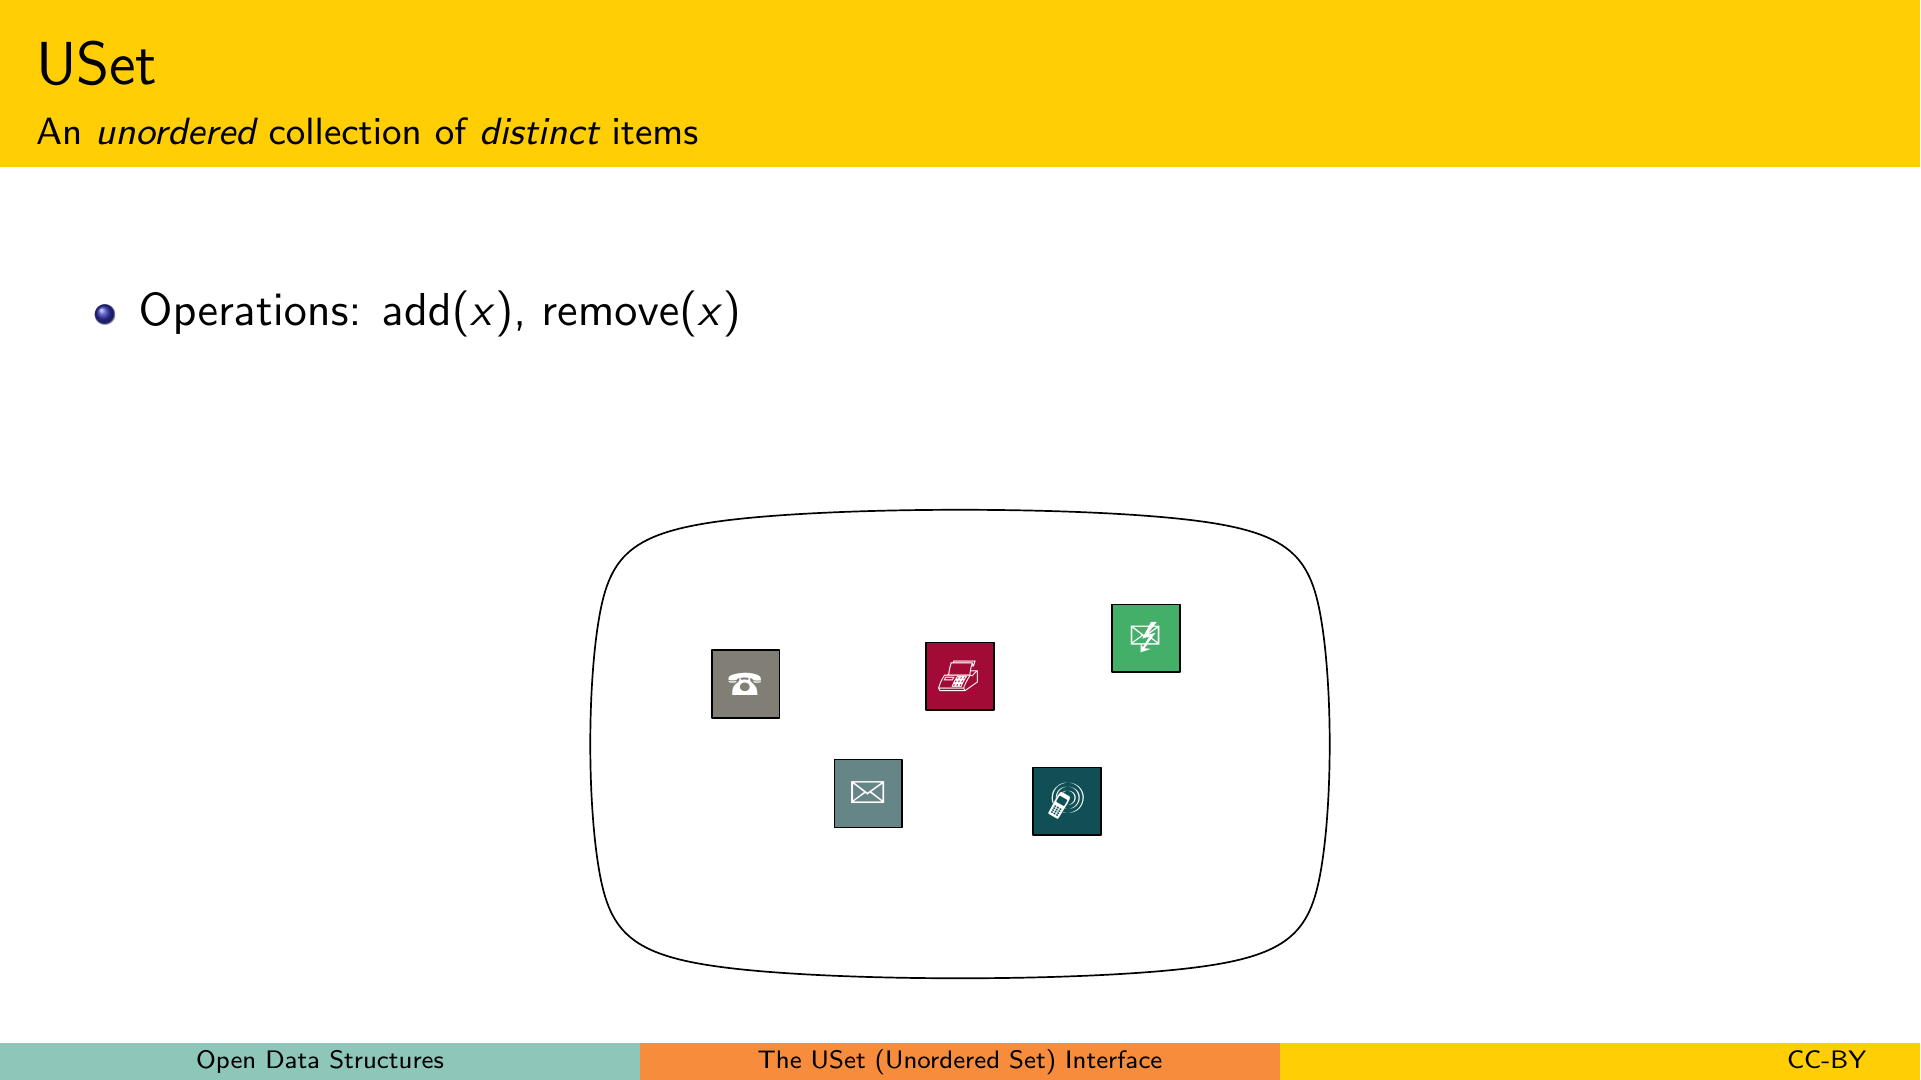 USet
An unordered collection of distinct items
Operations: add(x), remove(x)
Open Data Structures
The USet (Unordered Set) Interface
CC-BY